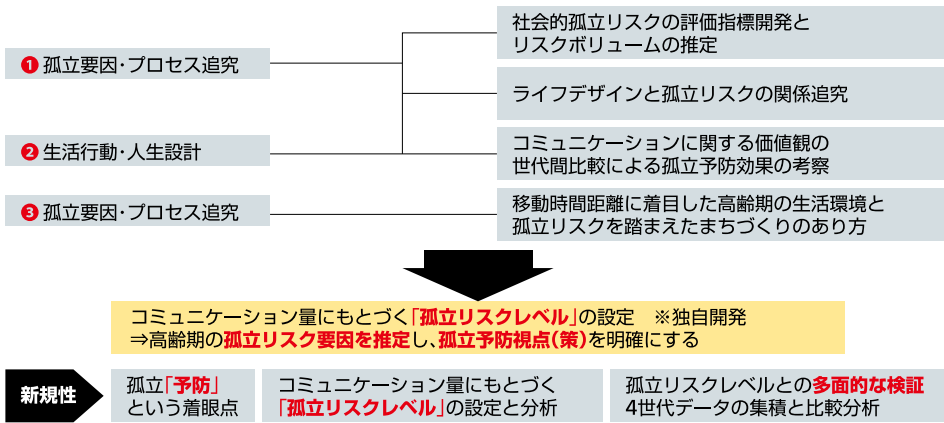 ❶ 孤立要因・プロセス追究
❷ 生活行動・人生設計
❸ 孤立要因・プロセス追究
社会的孤立リスクの評価指標開発と
リスクボリュームの推定
ライフデザインと孤立リスクの関係追究
コミュニケーションに関する価値観の
世代間比較による孤立予防効果の考察
移動時間距離に着目した高齢期の生活環境と
孤立リスクを踏まえたまちづくりのあり方
コミュニケーション量にもとづく「孤立リスクレベル」の設定　※独自開発
⇒高齢期の孤立リスク要因を推定し、孤立予防視点（策）を明確にする
新規性
孤立「予防」
という着眼点
コミュニケーション量にもとづく
「孤立リスクレベル」の設定と分析
孤立リスクレベルとの多面的な検証
4世代データの集積と比較分析